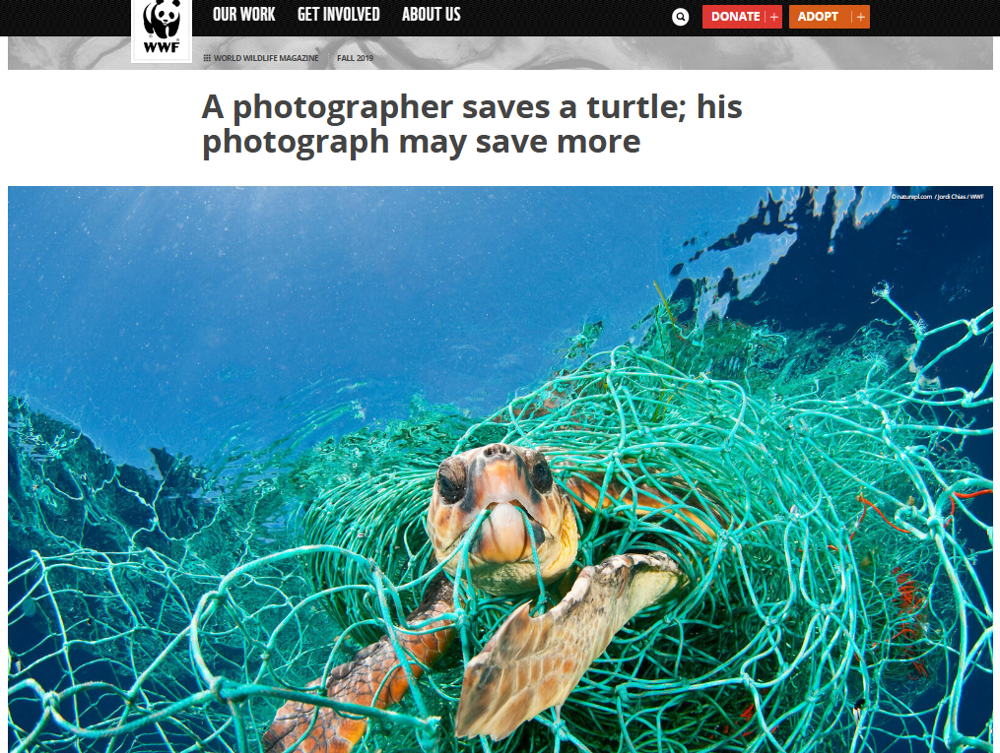 OUR WORK GET INVOLVED ABOUT US DONATE + ADOPT +
WWF
WORLD WILDLIFE MAGAZINE FALL 2019
A photographer saves a turtle; his
photograph may save more
© naturepl.com / Jordi Chias / WWF